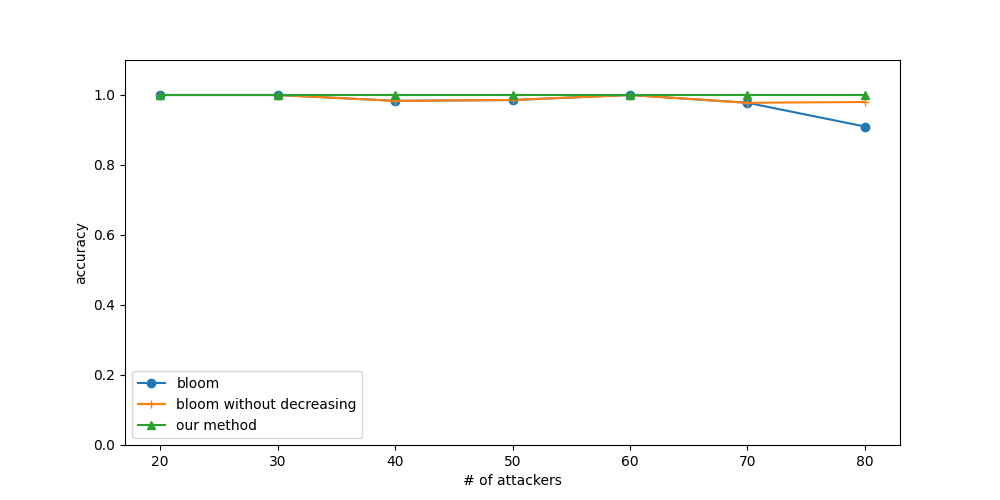 1.0
0.8
0.6
0.4
0.2
0.0
accuracy
bloom
bloom without decreasing
our method
20 30 40 50 60 70 80
# of attackers